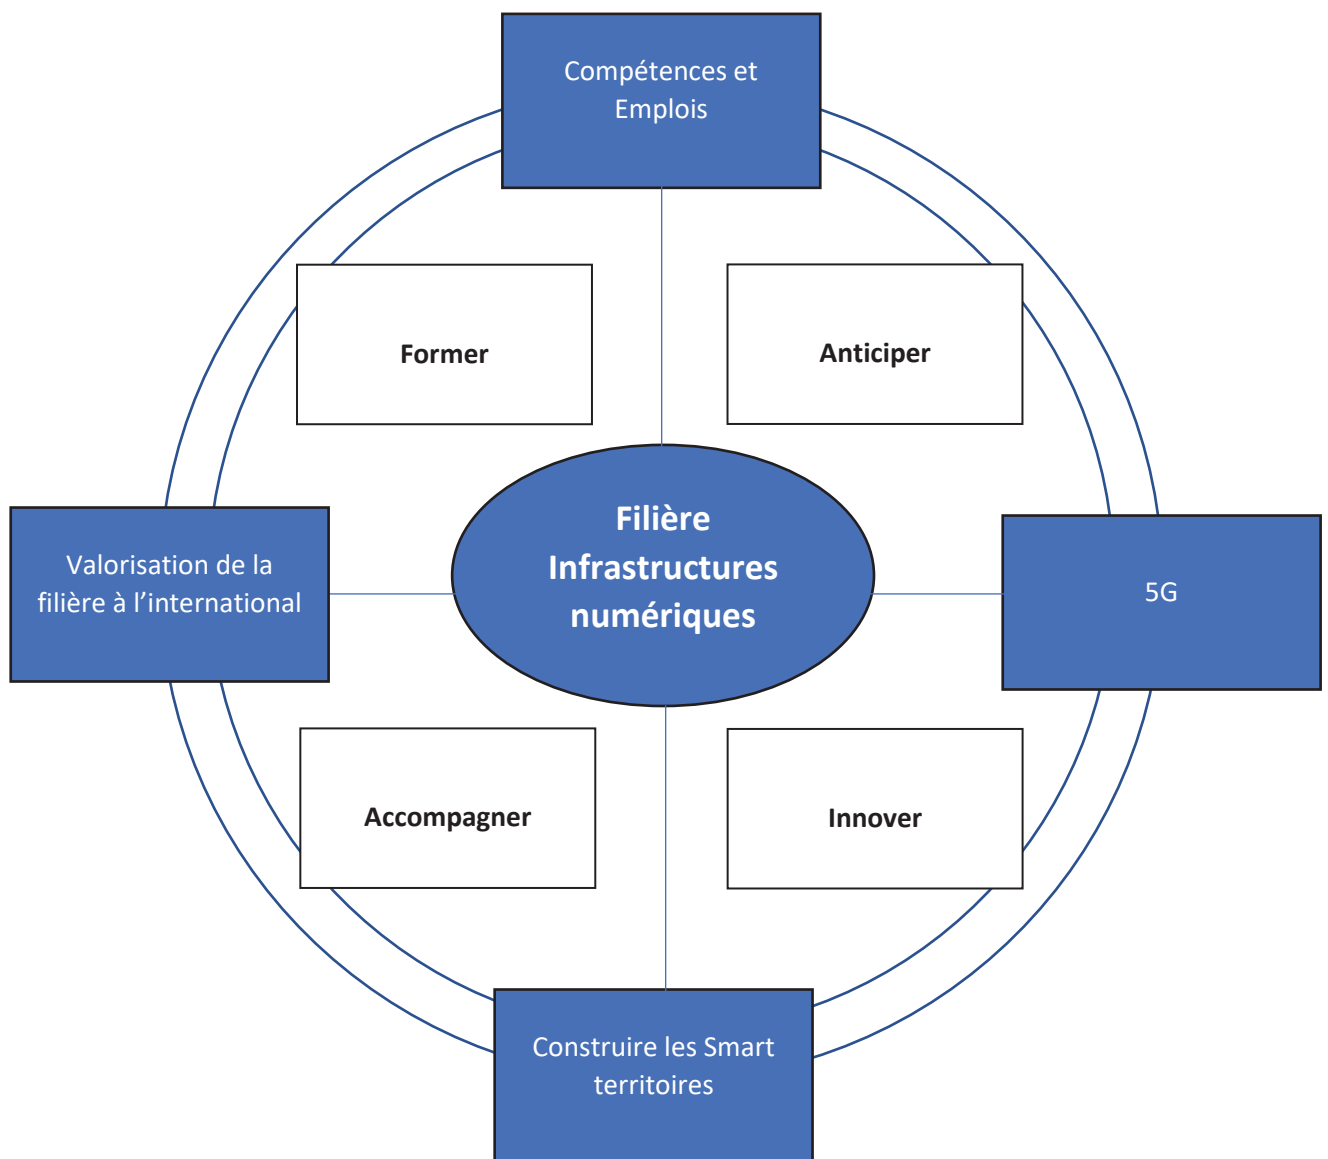 Compétences et
Emplois
Former
Anticiper
Filière
Infrastructures
numériques
Valorisation de la
filière à l’international
5G
Accompagner
Innover
Construire les Smart
territoires